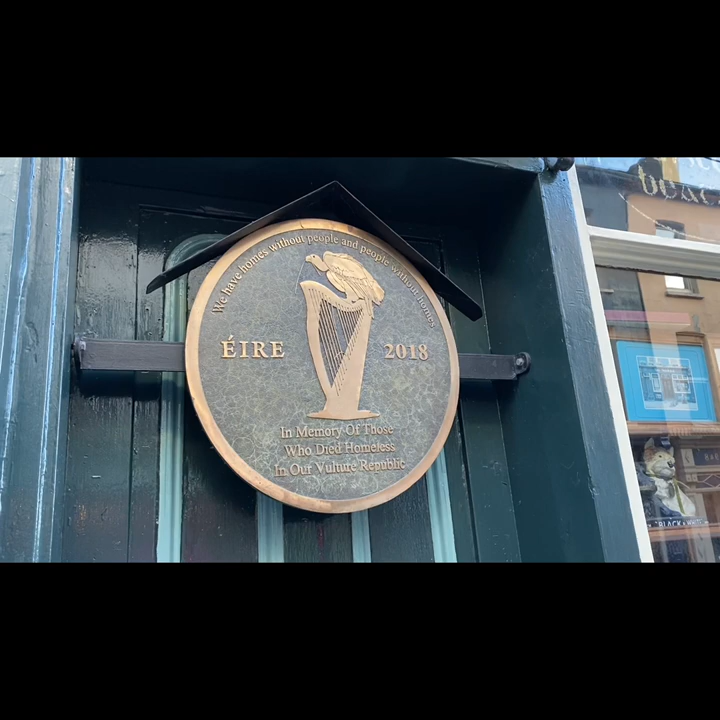 We have homes without people and people without homes.
ÉIRE 2018
In Memory Of Those
Who Died Homeless
In Our Vulture Republic